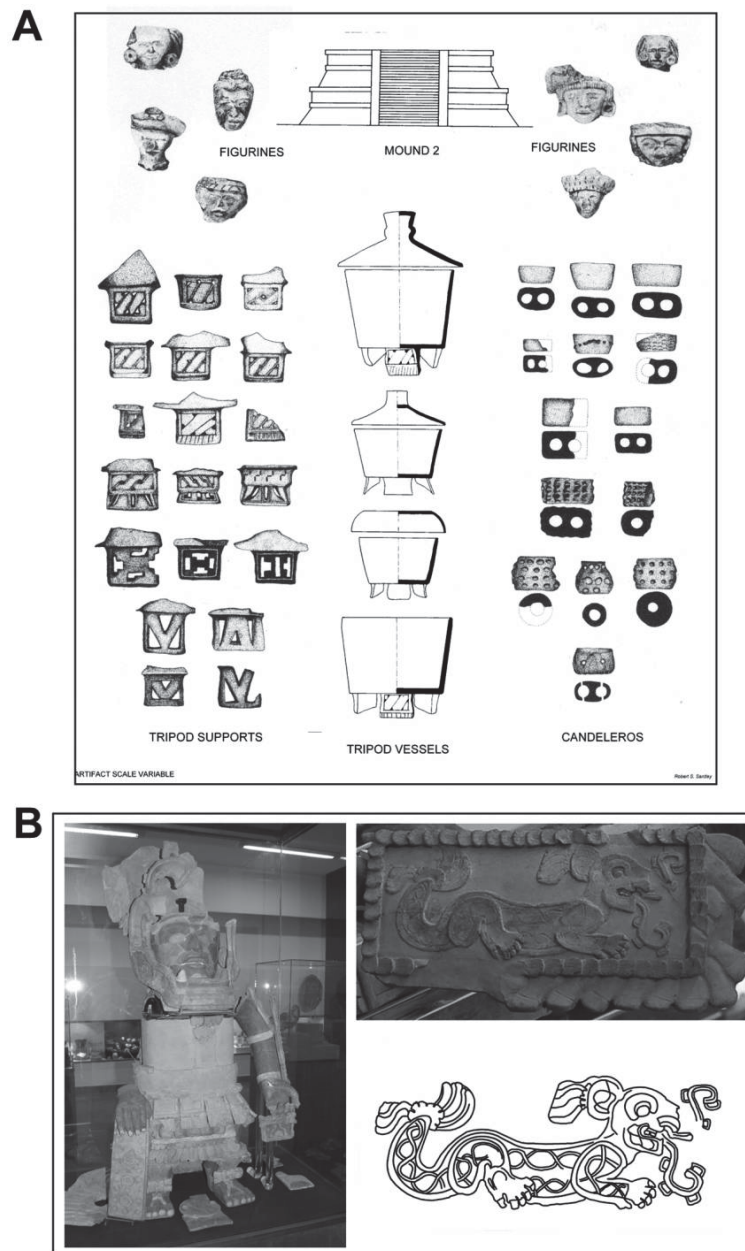 A
FIGURINES
MOUND 2
FIGURINES
TRIPOD SUPPORTS
TRIPOD VESSELS
CANDELEROS
ARTIFACT SCALE VARIABLE
Robert S. Santley
B